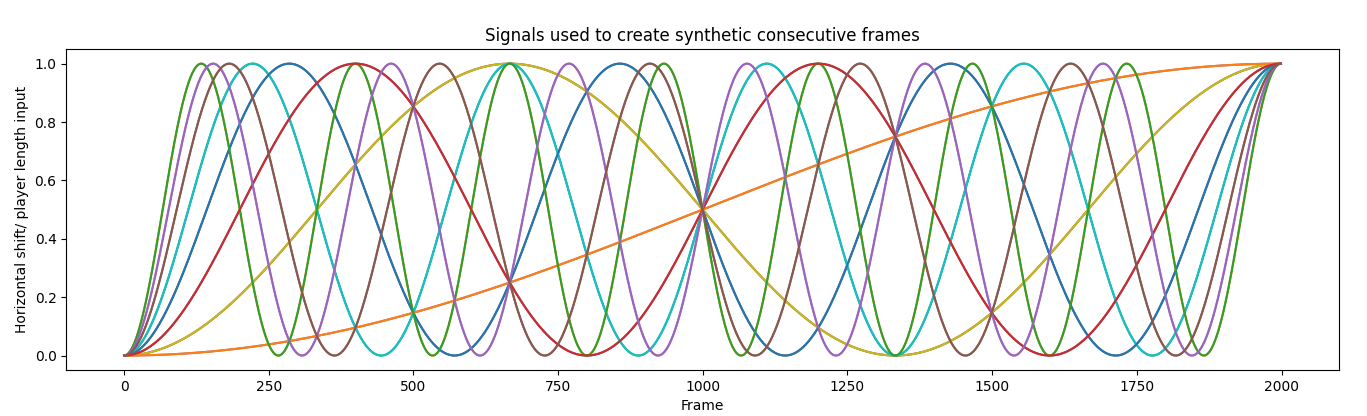 Signals used to create synthetic consecutive frames
Horizontal shift/ player length input
1.0
0.8
0.6
0.4
0.2
0.0
0 250 500 750 1000 1250 1500 1750 2000
Frame